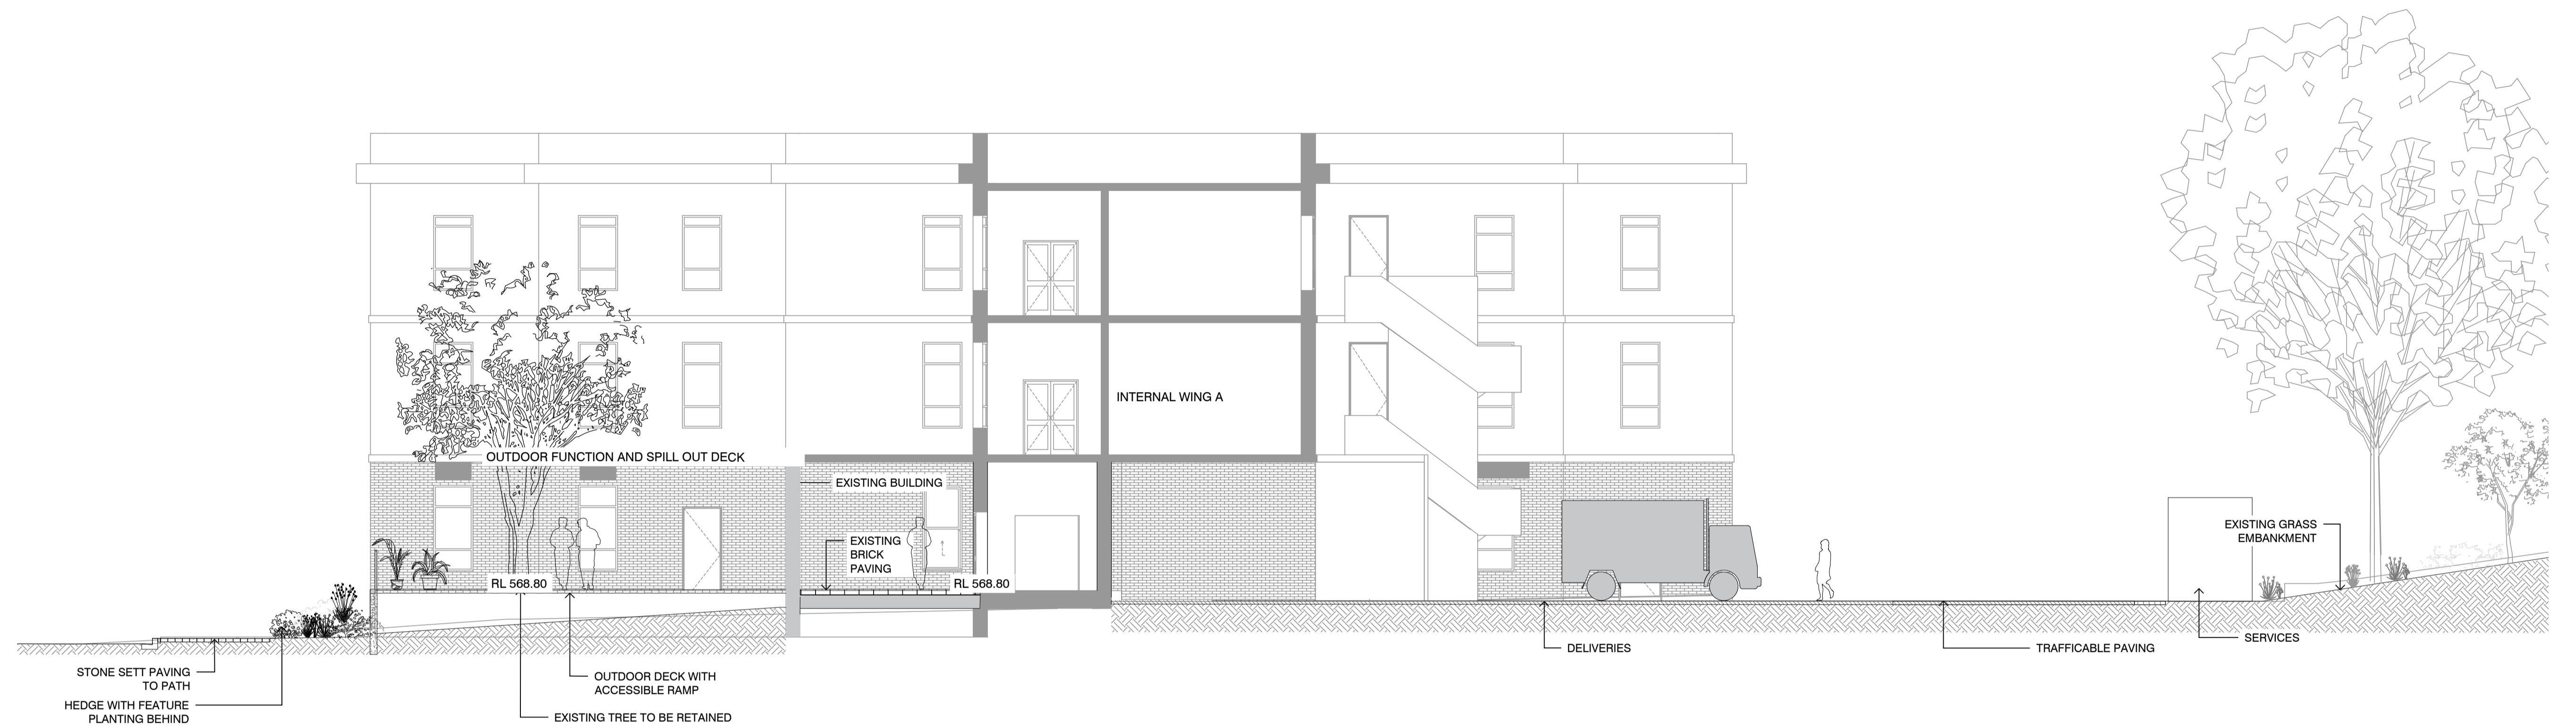 INTERNAL WING A
OUTDOOR FUNCTION AND SPILL OUT DECK
EXISTING BUILDING
EXISTING
BRICK
PAVING
RL 568.80
RL 568.80
EXISTING GRASS
EMBANKMENT
STONE SETT PAVING
TO PATH
HEDGE WITH FEATURE
PLANTING BEHIND
OUTDOOR DECK WITH
ACCESSIBLE RAMP
EXISTING TREE TO BE RETAINED
DELIVERIES
TRAFFICABLE PAVING
SERVICES